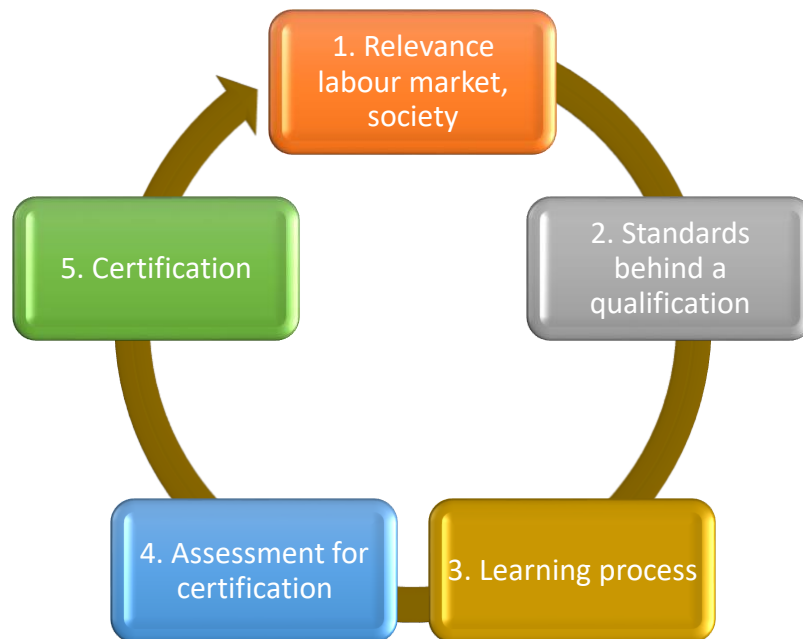 1. Relevance
labour market,
society
2. Standards
behind a
qualification
3. Learning process
4. Assessment for
certification
5. Certification